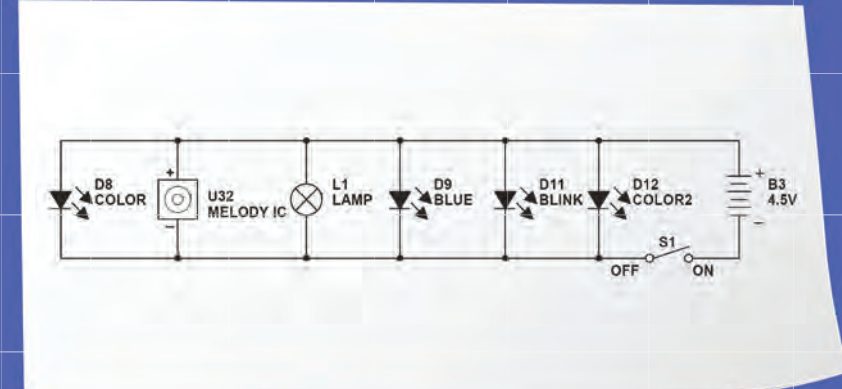 D8
COLOR
+
U32
MELODY IC
−
L1
LAMP
D9
BLUE
D11
BLINK
D12
COLOR2
+
B3
4.5V
−
S1
OFF
ON